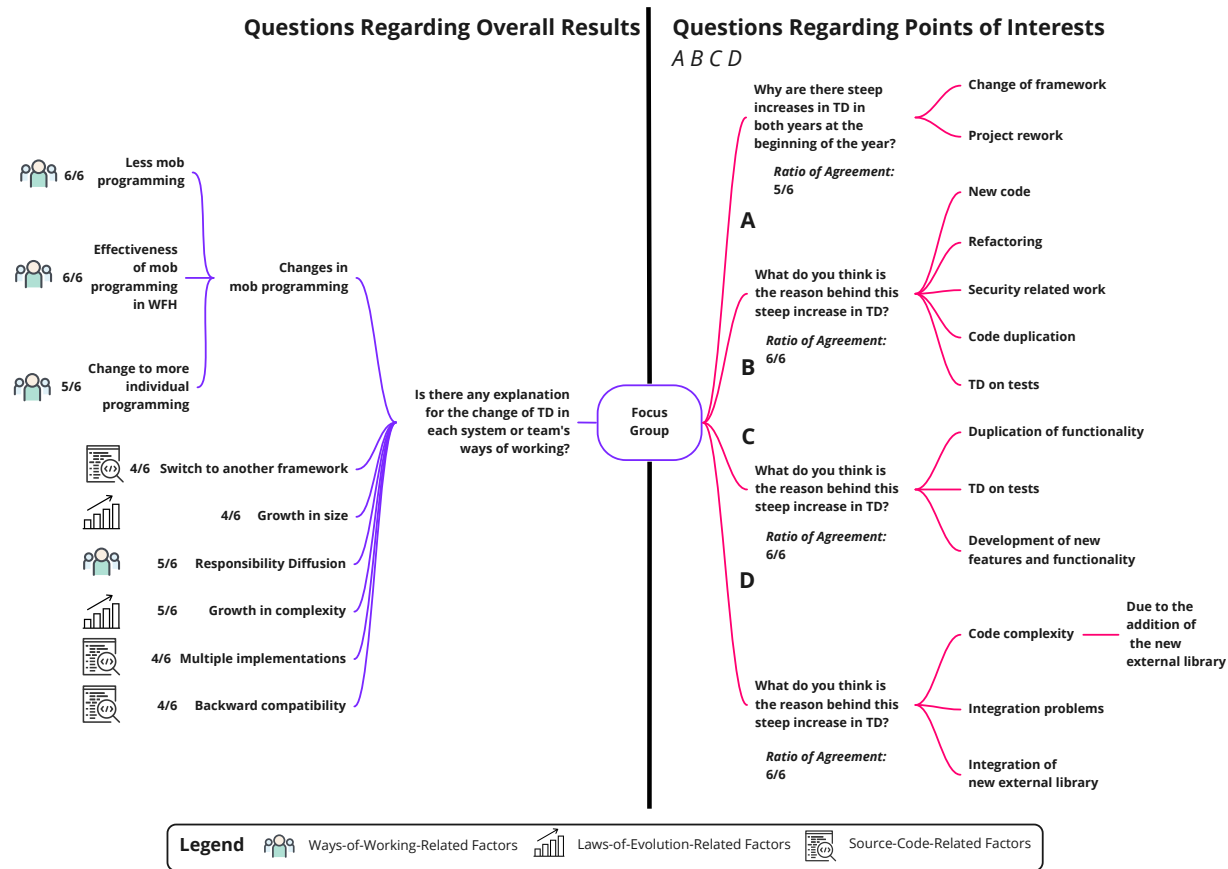 Questions Regarding Overall Results
Questions Regarding Points of Interests
A B C D
6/6
Less mob
programming
6/6
Effectiveness
of mob
programming
in WFH
5/6
Change to more
individual
programming
Changes in
mob programming
4/6 Switch to another framework
4/6 Growth in size
5/6 Responsibility Diffusion
5/6 Growth in complexity
4/6 Multiple implementations
4/6 Backward compatibility
Is there any explanation
for the change of TD in
each system or team's
ways of working?
Focus
Group
A
Why are there steep
increases in TD in
both years at the
beginning of the year?
Ratio of Agreement:
5/6
Change of framework
Project rework
B
What do you think is
the reason behind this
steep increase in TD?
Ratio of Agreement:
6/6
New code
Refactoring
Security related work
Code duplication
TD on tests
C
What do you think is
the reason behind this
steep increase in TD?
Ratio of Agreement:
6/6
Duplication of functionality
TD on tests
Development of new
features and functionality
D
What do you think is
the reason behind this
steep increase in TD?
Ratio of Agreement:
6/6
Code complexity
Due to the
addition of
the new
external library
Integration problems
Integration of
new external library
Legend
Ways-of-Working-Related Factors
Laws-of-Evolution-Related Factors
Source-Code-Related Factors